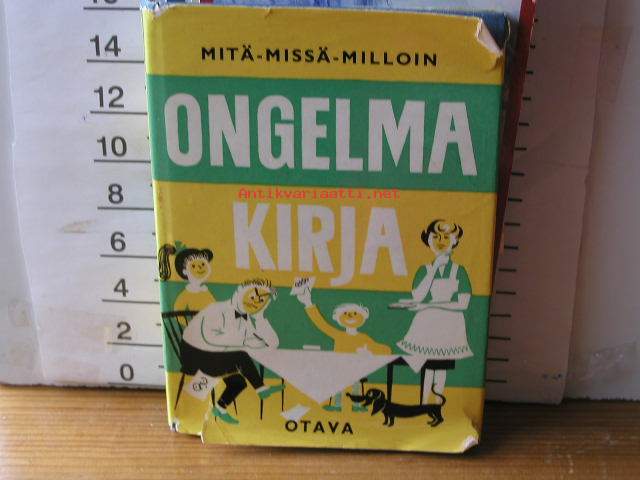 MITÄ-MISSÄ-MILLOIN
ONGELMA
Antikvariaatti.net
KIRJA
OTAVA
14
12
10
8
6
4
2
0